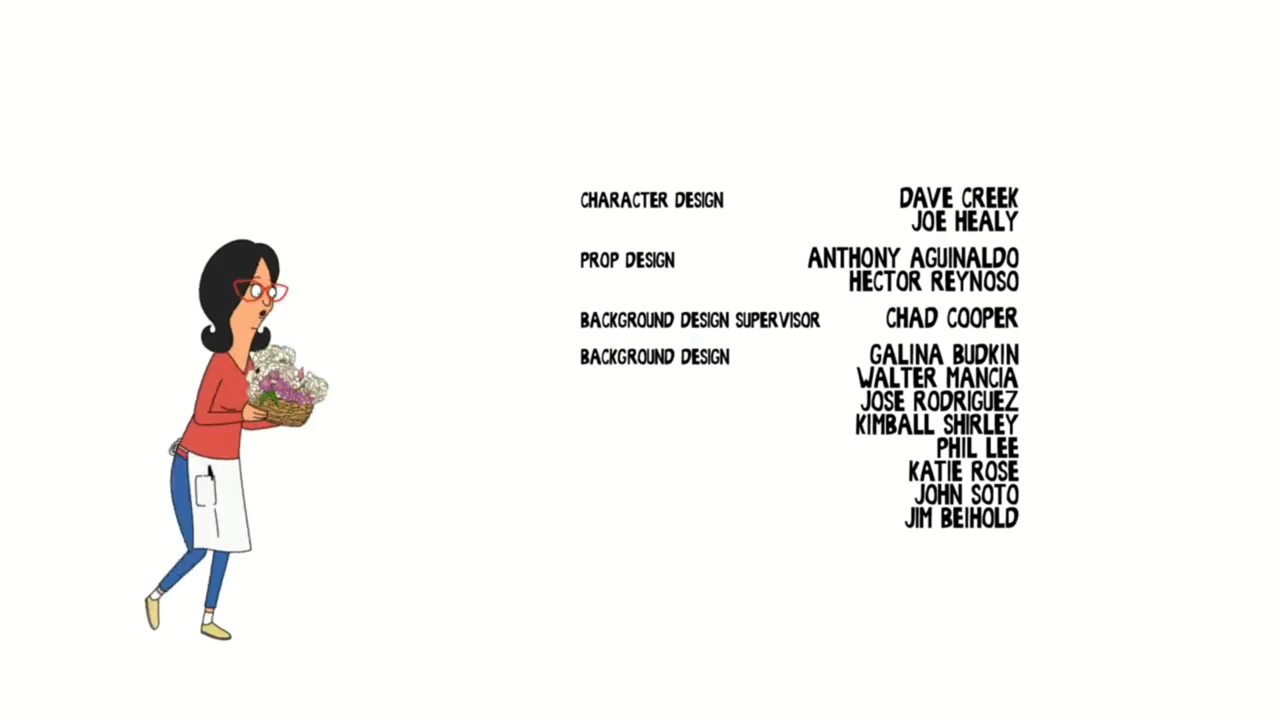 CHARACTER DESIGN DAVE CREEK
JOE HEALY
PROP DESIGN ANTHONY AGUINALDO
HECTOR REYNOSO
BACKGROUND DESIGN SUPERVISOR CHAD COOPER
BACKGROUND DESIGN GALINA BUDKIN
WALTER MANCIA
JOSE RODRIGUEZ
KIMBALL SHIRLEY
PHIL LEE
KATIE ROSE
JOHN SOTO
JIM BEIHOLD